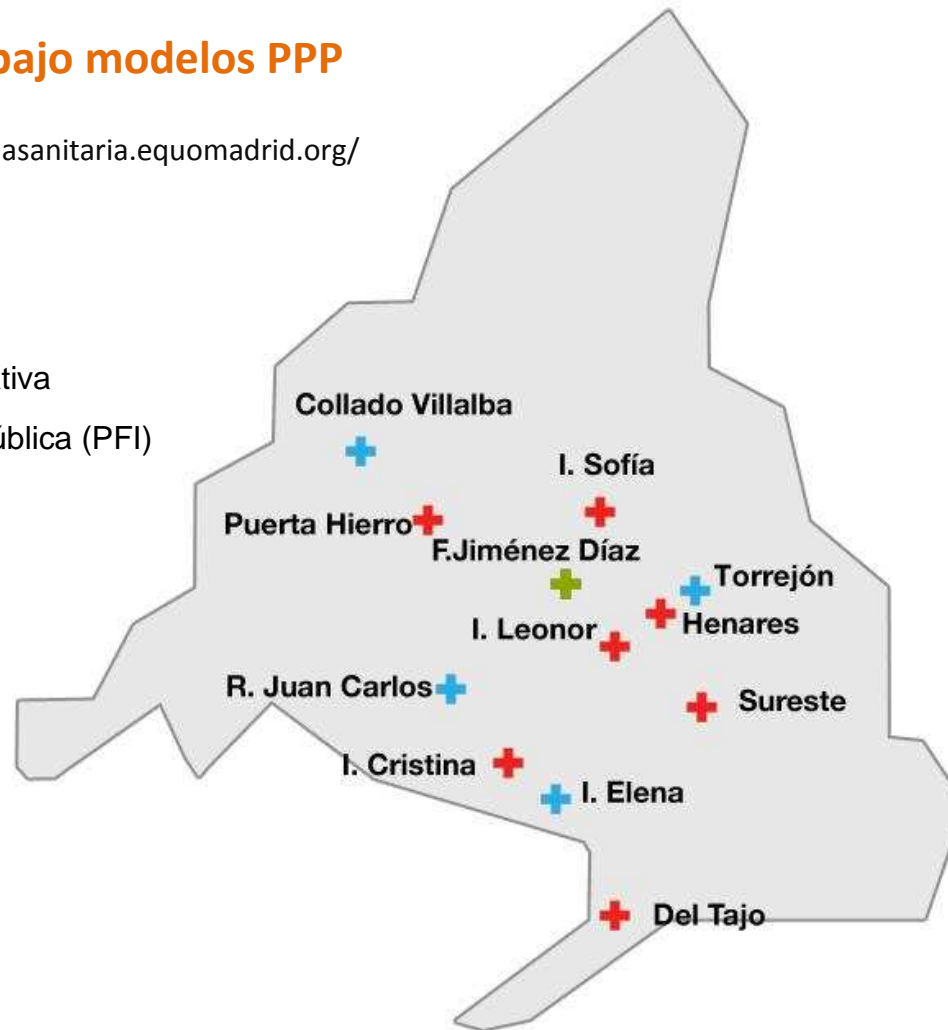 bajo modelos PPP
asanitaria.equomadrid.org/
ativa
ública (PFI)
Collado Villalba
I. Sofía
Puerta Hierro
F.Jiménez Díaz
Torrejón
I. Leonor
Henares
R. Juan Carlos
Sureste
I. Cristina
I. Elena
Del Tajo